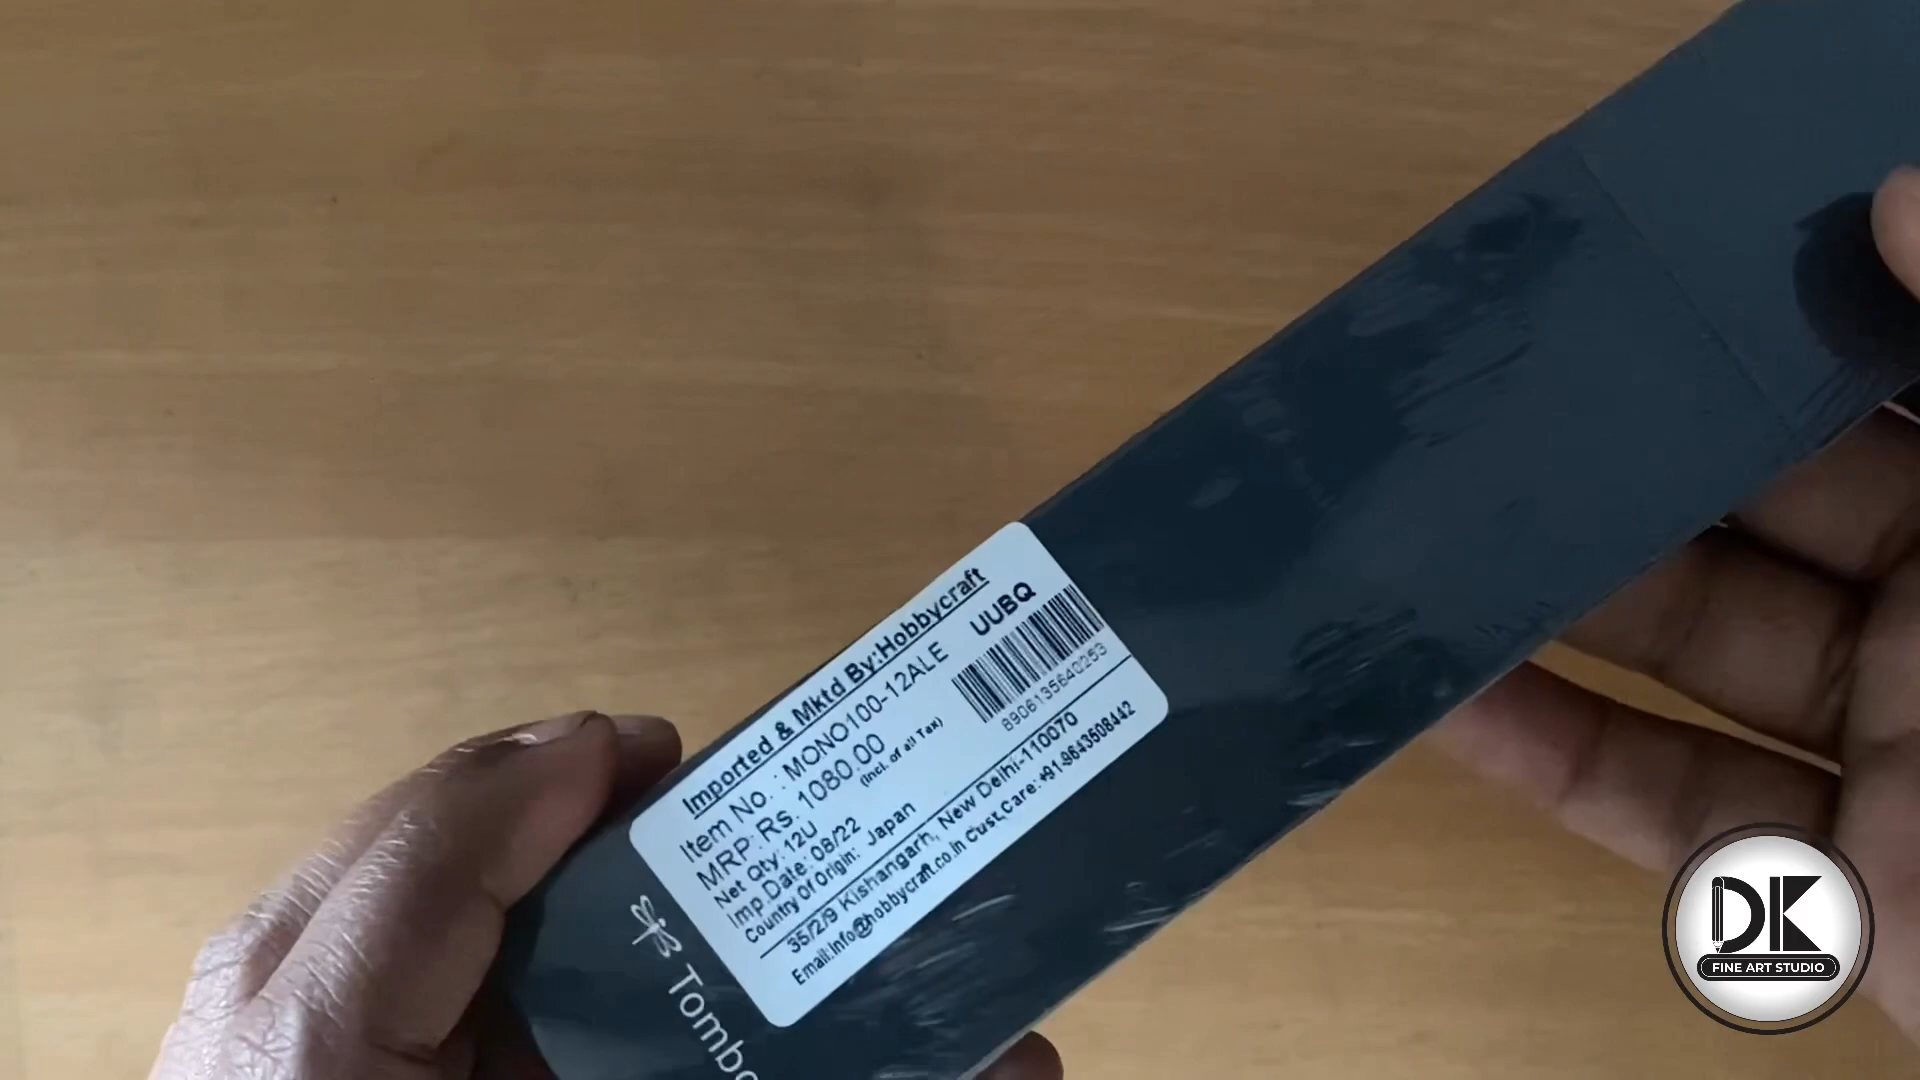 Imported & Mktd By:Hobbycraft
Item No. : MONO100-12ALE
UUBQ
MRP: Rs. 1080.00
(Incl. of all Tax)
Net Qty: 12U
Imp.Date: 08/22
Country Of Origin: Japan
8906135640253
35/2/9 Kishangarh, New Delhi-110070
Email:info@hobbycraft.co.in Cust.Care:+91-9643508442
Tombo
DK
FINE ART STUDIO